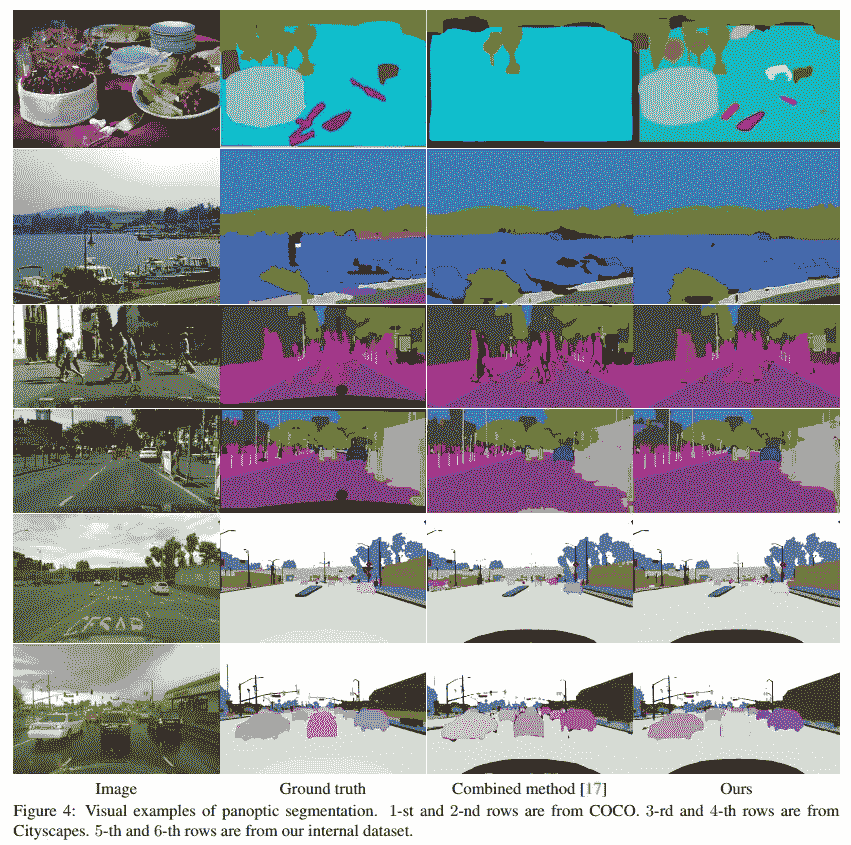 Image
Ground truth
Combined method [17]
Ours
Figure 4: Visual examples of panoptic segmentation. 1-st and 2-nd rows are from COCO. 3-rd and 4-th rows are from
Cityscapes. 5-th and 6-th rows are from our internal dataset.